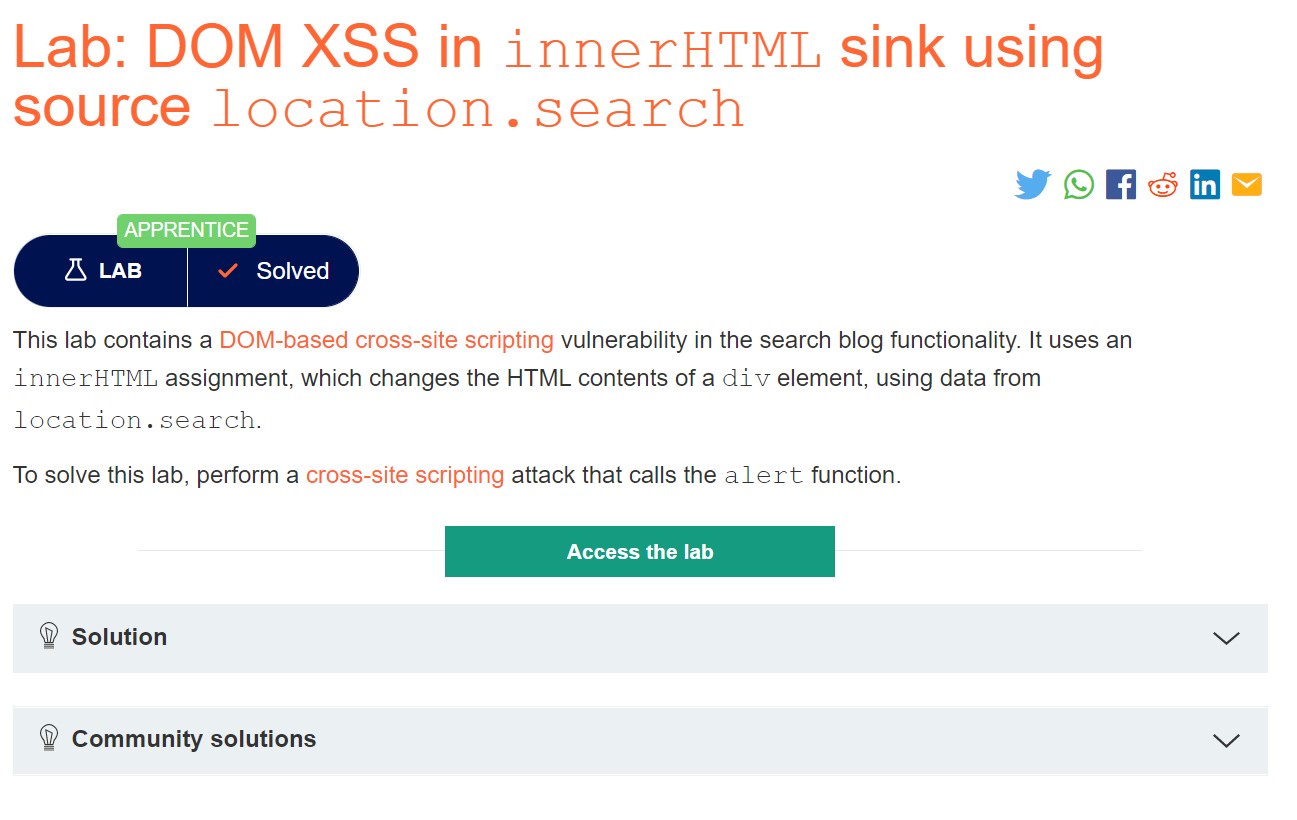 Lab: DOM XSS in innerHTML sink using
source location.search
APPRENTICE
LAB
Solved
This lab contains a DOM-based cross-site scripting vulnerability in the search blog functionality. It uses an
innerHTML assignment, which changes the HTML contents of a div element, using data from
location.search.
To solve this lab, perform a cross-site scripting attack that calls the alert function.
Access the lab
Solution
Community solutions